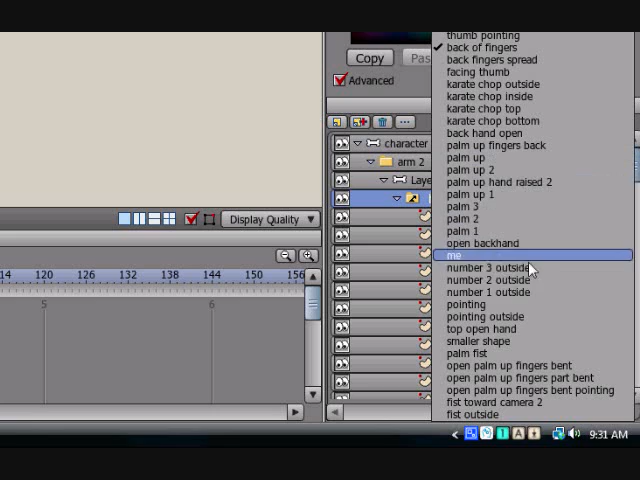 thumb pointing
back of fingers
back fingers spread
facing thumb
karate chop outside
karate chop inside
karate chop top
karate chop bottom
back hand open
palm up fingers back
palm up
palm up 2
palm up hand raised 2
palm up 1
palm 3
palm 2
palm 1
open backhand
me
number 3 outside
number 2 outside
number 1 outside
pointing
pointing outside
top open hand
smaller shape
palm fist
open palm up fingers bent
open palm up fingers part bent
open palm up fingers bent pointing
fist toward camera 2
fist outside
Copy
Pas
Advanced
character
arm 2
Laye
Display Quality
114 120 126 132 138 144 150 156
5 6
9:31 AM